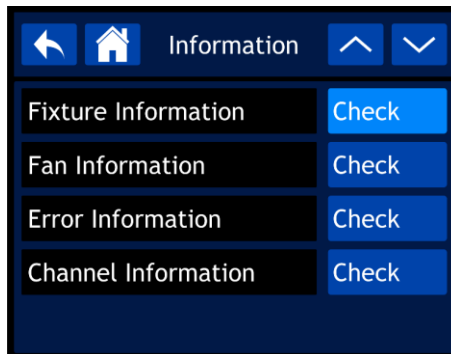 Information
Fixture Information Check
Fan Information Check
Error Information Check
Channel Information Check